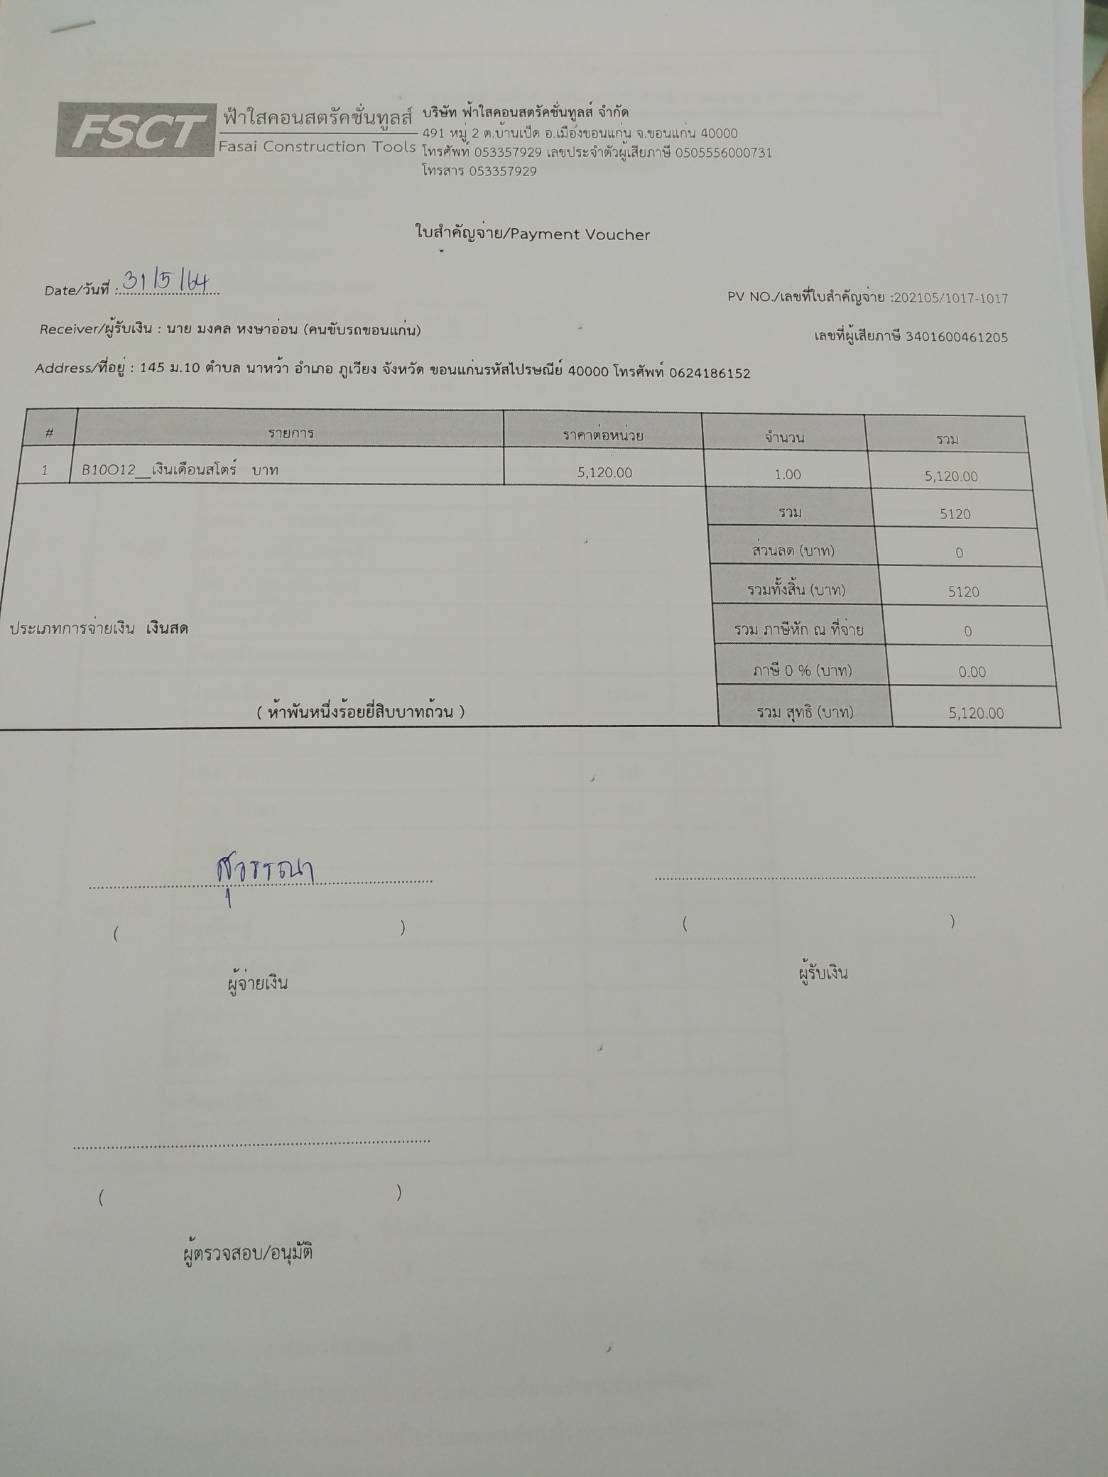 FSCT
ฟ้าใสคอนสตรัคชั่นทูลส์
Fasai Construction Tools
บริษัท ฟ้าใสคอนสตรัคชั่นทูลส์ จำกัด
491 หมู่ 2 ต.บ้านเป็ด อ.เมืองขอนแก่น จ.ขอนแก่น 40000
โทรศัพท์ 053357929 เลขประจำตัวผู้เสียภาษี 0505556000731
โทรสาร 053357929
ใบสำคัญจ่าย/Payment Voucher
Date/วันที่ : 31/5/64
PV NO./เลขที่ใบสำคัญจ่าย :202105/1017-1017
Receiver/ผู้รับเงิน : นาย มงคล หงษาอ่อน (คนขับรถขอนแก่น)
เลขที่ผู้เสียภาษี 3401600461205
Address/ที่อยู่ : 145 ม.10 ตำบล นาหว้า อำเภอ ภูเวียง จังหวัด ขอนแก่นรหัสไปรษณีย์ 40000 โทรศัพท์ 0624186152
# รายการ ราคาต่อหน่วย จำนวน รวม
1 B10O12__เงินเดือนสโตร์ บาท 5,120.00 1.00 5,120.00
รวม 5120
ส่วนลด (บาท) 0
รวมทั้งสิ้น (บาท) 5120
ประเภทการจ่ายเงิน เงินสด
รวม ภาษีหัก ณ ที่จ่าย 0
ภาษี 0 % (บาท) 0.00
( ห้าพันหนึ่งร้อยยี่สิบบาทถ้วน )
รวม สุทธิ (บาท) 5,120.00
สุวรรณา
( )
( )
ผู้จ่ายเงิน
ผู้รับเงิน
( )
ผู้ตรวจสอบ/อนุมัติ